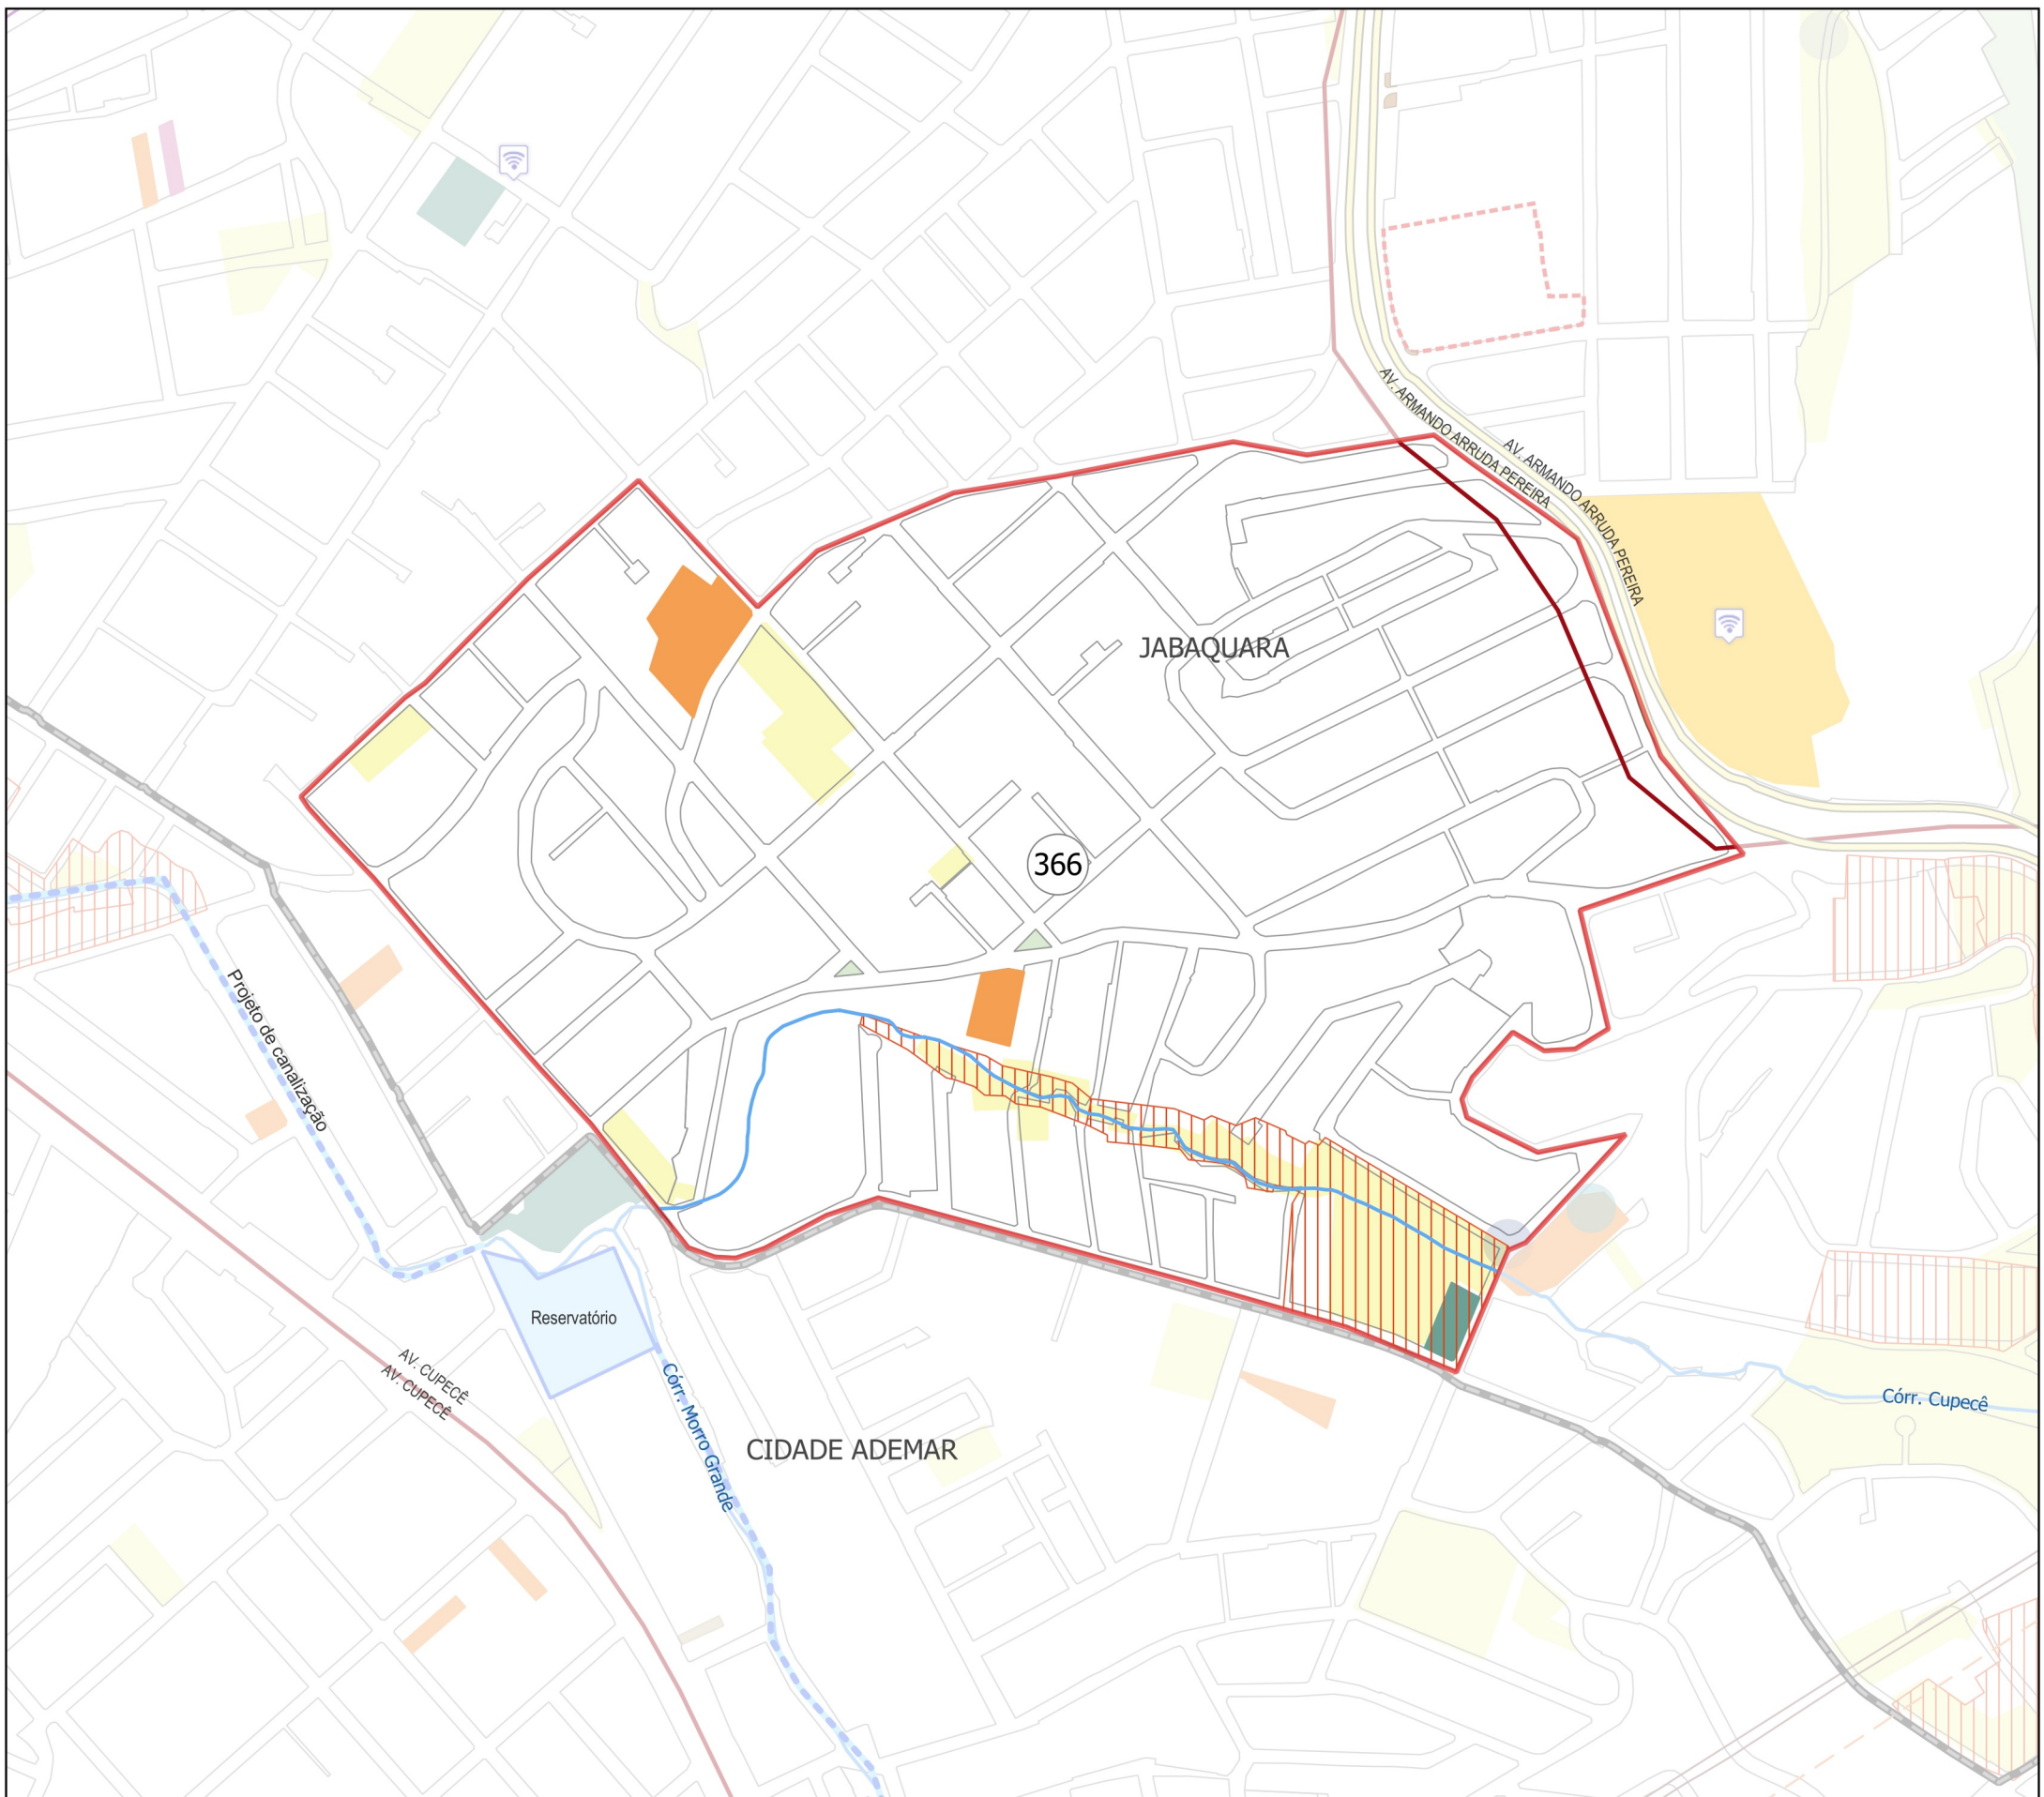 AV. ARMANDO ARRUDA PEREIRA
AV. ARMANDO ARRUDA PEREIRA
JABAQUARA
366
Projeto de canalização
Reservatório
AV. CUPECÊ
AV. CUPECÊ
Córr. Morro Grande
Córr. Cupecê
CIDADE ADEMAR